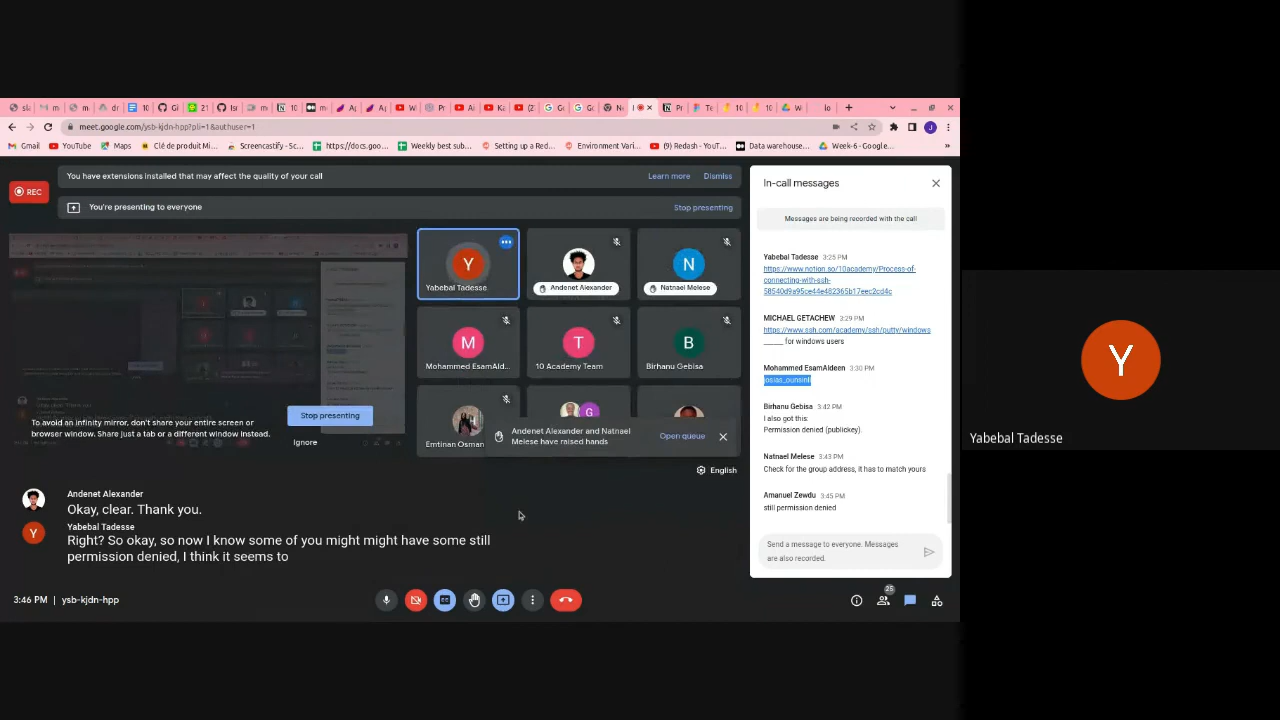 meet.google.com/ysb-kjdn-hpp?pli=1&authuser=1
Gmail
YouTube
Maps
Clé de produit Mi...
Screencastify - Sc...
https://docs.goo...
Weekly best sub...
Setting up a Red...
Environment Vari...
(9) Redash - YouT...
Data warehouse...
Week-6 - Google...
REC
You have extensions installed that may affect the quality of your call
Learn more
Dismiss
You're presenting to everyone
Stop presenting
To avoid an infinity mirror, don't share your entire screen or
browser window. Share just a tab or a different window instead.
Stop presenting
Ignore
Y
Yabebal Tadesse
Andenet Alexander
N
Natnael Melese
M
Mohammed EsamAld...
T
10 Academy Team
B
Birhanu Gebisa
Emtinan Osman
G
Andenet Alexander and Natnael
Melese have raised hands
Open queue
English
Andenet Alexander
Okay, clear. Thank you.
Y
Yabebal Tadesse
Right? So okay, so now I know some of you might might have some still
permission denied, I think it seems to
3:46 PM | ysb-kjdn-hpp
25
In-call messages
Messages are being recorded with the call
Yabebal Tadesse 3:25 PM
https://www.notion.so/10academy/Process-of-
connecting-with-ssh-
58540d9a95ce44e482365b17eec2cd4c
MICHAEL GETACHEW 3:29 PM
https://www.ssh.com/academy/ssh/putty/windows
______ for windows users
Mohammed EsamAldeen 3:30 PM
Birhanu Gebisa 3:42 PM
I also got this:
Permission denied (publickey).
Natnael Melese 3:43 PM
Check for the group address, it has to match yours
Amanuel Zewdu 3:45 PM
still permission denied
Send a message to everyone. Messages
are also recorded.
Y
Yabebal Tadesse